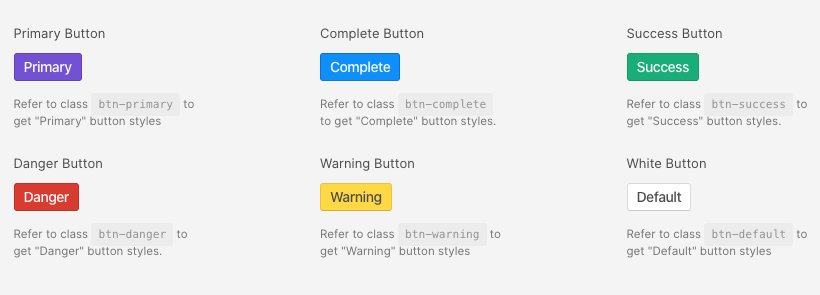 Primary Button
Primary
Refer to class btn-primary to
get "Primary" button styles
Complete Button
Complete
Refer to class btn-complete
to get "Complete" button styles.
Success Button
Success
Refer to class btn-success to
get "Success" button styles.
Danger Button
Danger
Refer to class btn-danger to
get "Danger" button styles.
Warning Button
Warning
Refer to class btn-warning to
get "Warning" button styles
White Button
Default
Refer to class btn-default to
get "Default" button styles